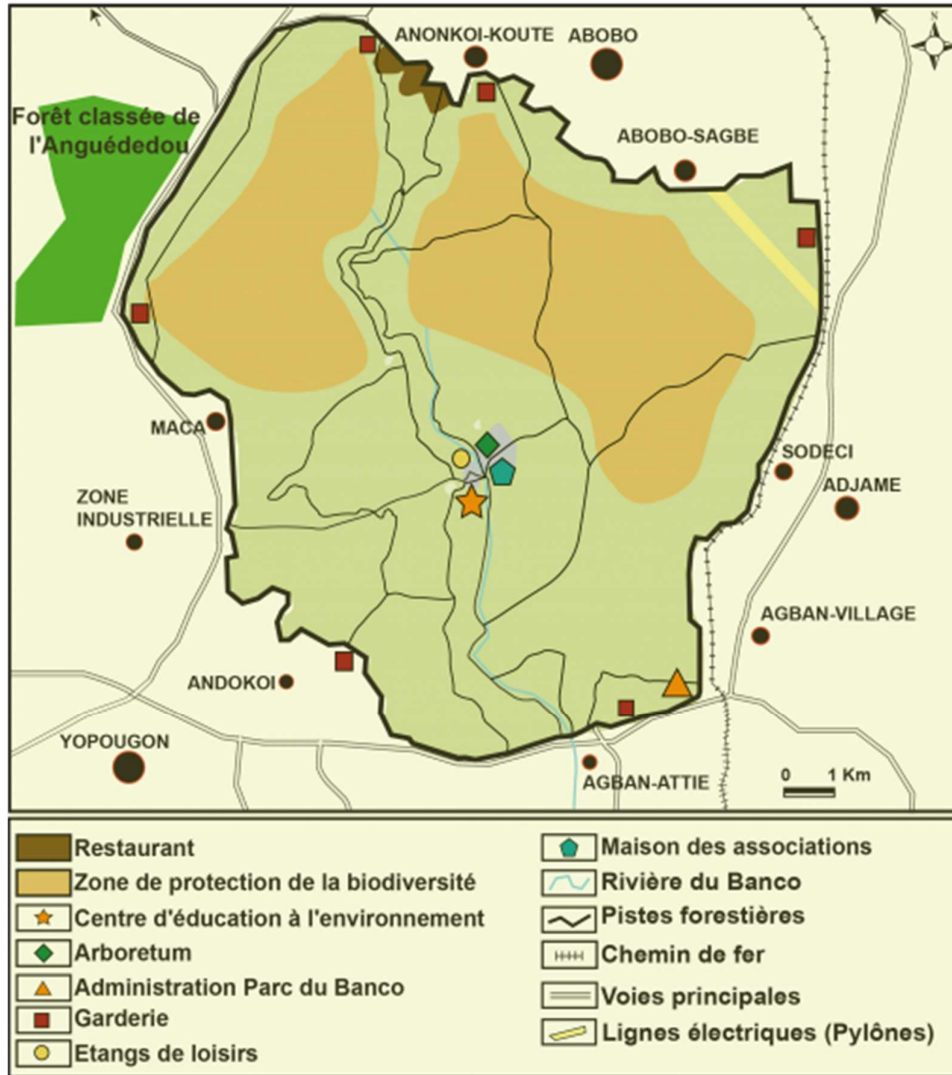 N
ANONKOI-KOUTE
ABOBO
Forêt classée de
l'Anguédedou
ABOBO-SAGBE
MACA
SODECI
ADJAME
ZONE
INDUSTRIELLE
AGBAN-VILLAGE
ANDOKOI
YOPOUGON
AGBAN-ATTIE
0 1 Km
Restaurant
Zone de protection de la biodiversité
Centre d'éducation à l'environnement
Arboretum
Administration Parc du Banco
Garderie
Etangs de loisirs
Maison des associations
Rivière du Banco
Pistes forestières
Chemin de fer
Voies principales
Lignes électriques (Pylônes)